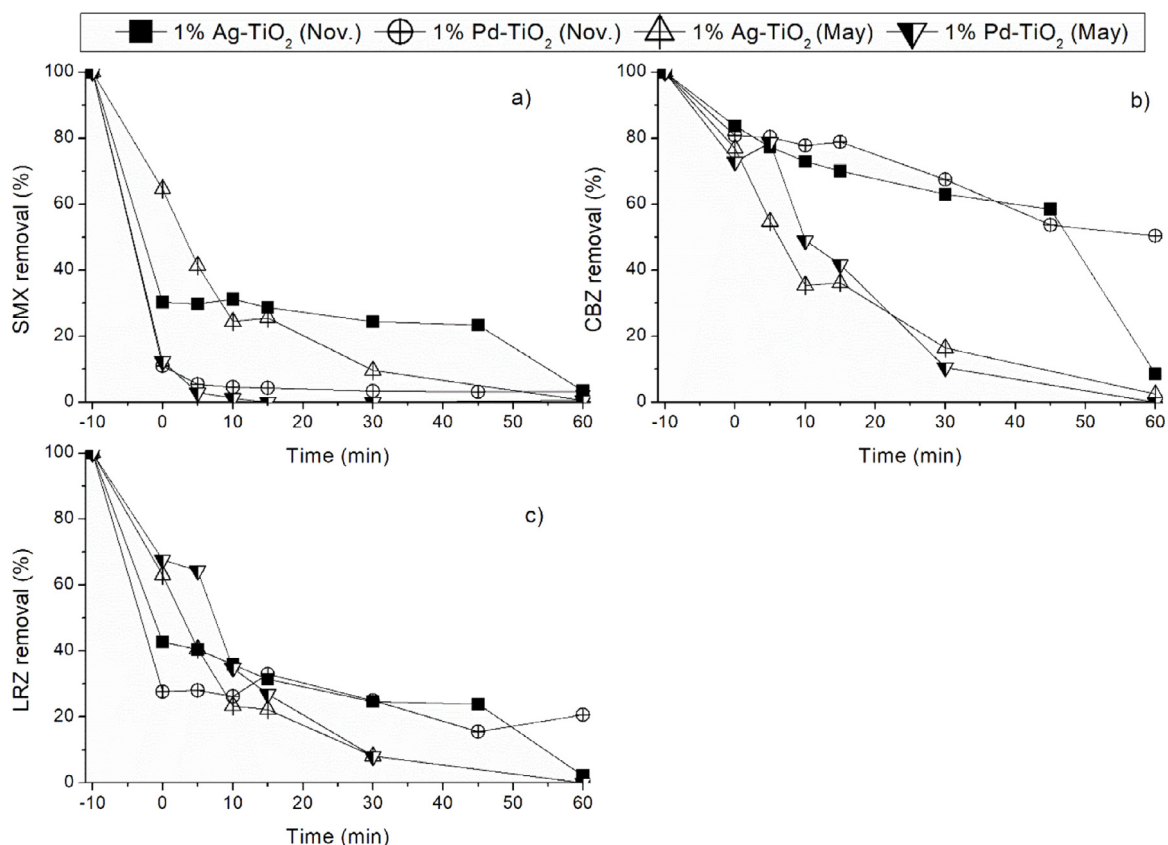 1% Ag-TiO₂ (Nov.) 1% Pd-TiO₂ (Nov.) 1% Ag-TiO₂ (May) 1% Pd-TiO₂ (May)
a)
SMX removal (%)
100
80
60
40
20
0
-10 0 10 20 30 40 50 60
Time (min)
b)
CBZ removal (%)
100
80
60
40
20
0
-10 0 10 20 30 40 50 60
Time (min)
c)
LRZ removal (%)
100
80
60
40
20
0
-10 0 10 20 30 40 50 60
Time (min)